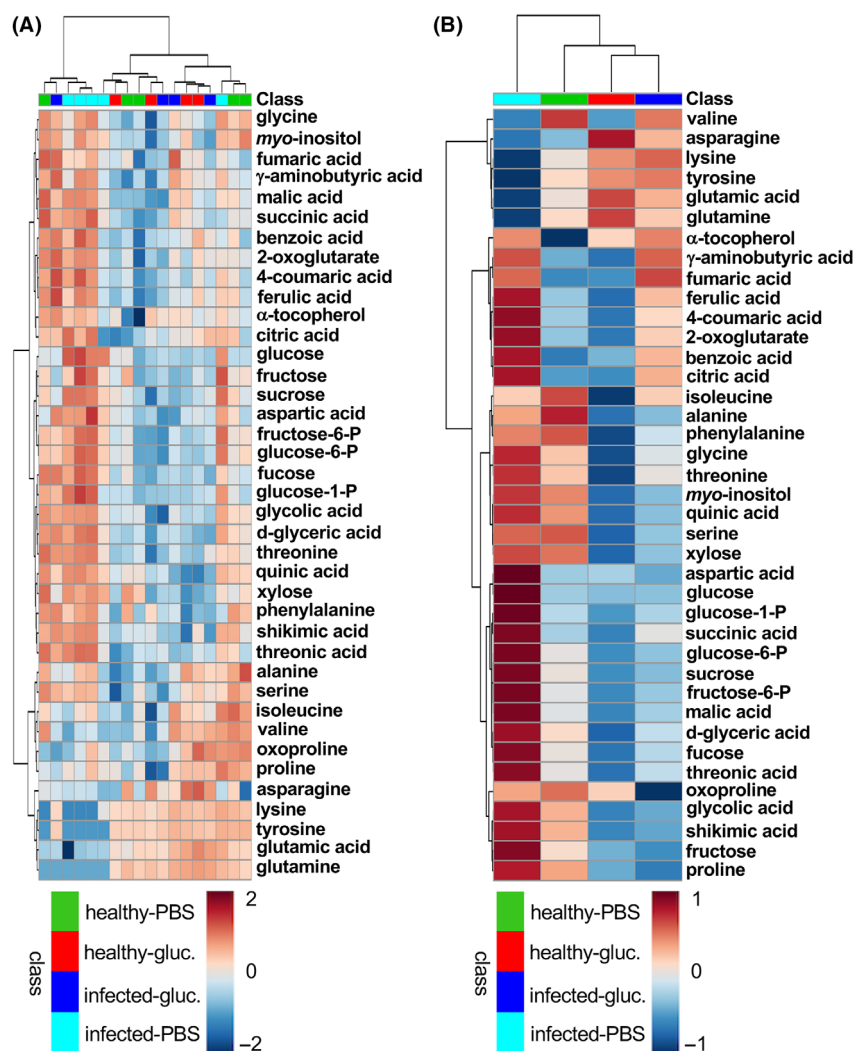 (A)
Class
glycine
myo-inositol
fumaric acid
γ-aminobutyric acid
malic acid
succinic acid
benzoic acid
2-oxoglutarate
4-coumaric acid
ferulic acid
α-tocopherol
citric acid
glucose
fructose
sucrose
aspartic acid
fructose-6-P
glucose-6-P
fucose
glucose-1-P
glycolic acid
d-glyceric acid
threonine
quinic acid
xylose
phenylalanine
shikimic acid
threonic acid
alanine
serine
isoleucine
valine
oxoproline
proline
asparagine
lysine
tyrosine
glutamic acid
glutamine
class
healthy-PBS
healthy-gluc.
infected-gluc.
infected-PBS
2
0
−2
(B)
Class
valine
asparagine
lysine
tyrosine
glutamic acid
glutamine
α-tocopherol
γ-aminobutyric acid
fumaric acid
ferulic acid
4-coumaric acid
2-oxoglutarate
benzoic acid
citric acid
isoleucine
alanine
phenylalanine
glycine
threonine
myo-inositol
quinic acid
serine
xylose
aspartic acid
glucose
glucose-1-P
succinic acid
glucose-6-P
sucrose
fructose-6-P
malic acid
d-glyceric acid
fucose
threonic acid
oxoproline
glycolic acid
shikimic acid
fructose
proline
class
healthy-PBS
healthy-gluc.
infected-gluc.
infected-PBS
1
0
−1